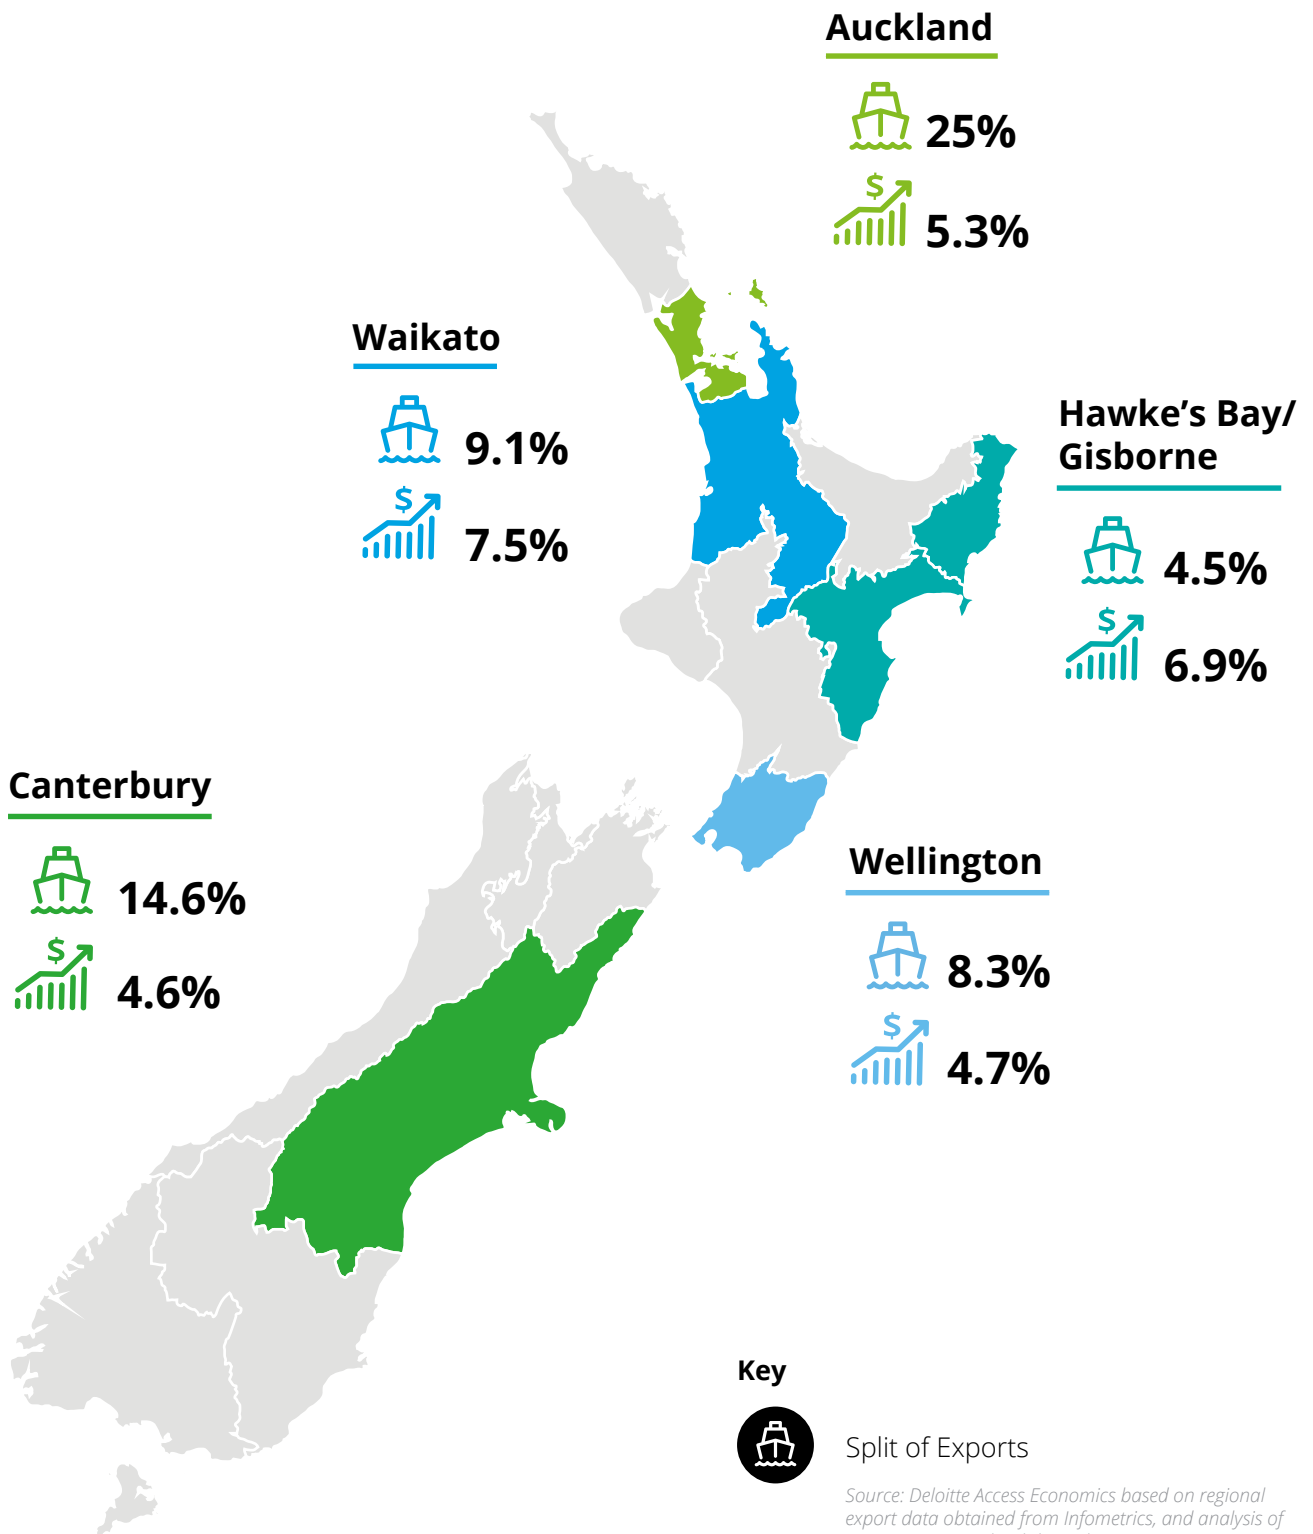 Auckland
25%
$
5.3%
Waikato
9.1%
$
7.5%
Hawke’s Bay/
Gisborne
4.5%
$
6.9%
Canterbury
14.6%
$
4.6%
Wellington
8.3%
$
4.7%
Key
Split of Exports
Source: Deloitte Access Economics based on regional
export data obtained from Infometrics, and analysis of